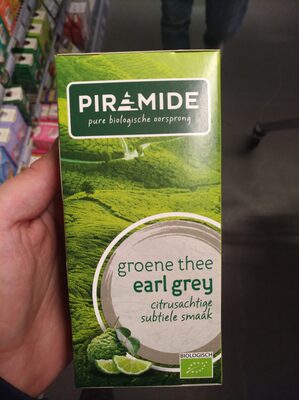 PIRAMIDE
pure biologische oorsprong
groene thee
earl grey
citrusachtige
subtiele smaak
BIOLOGISCH